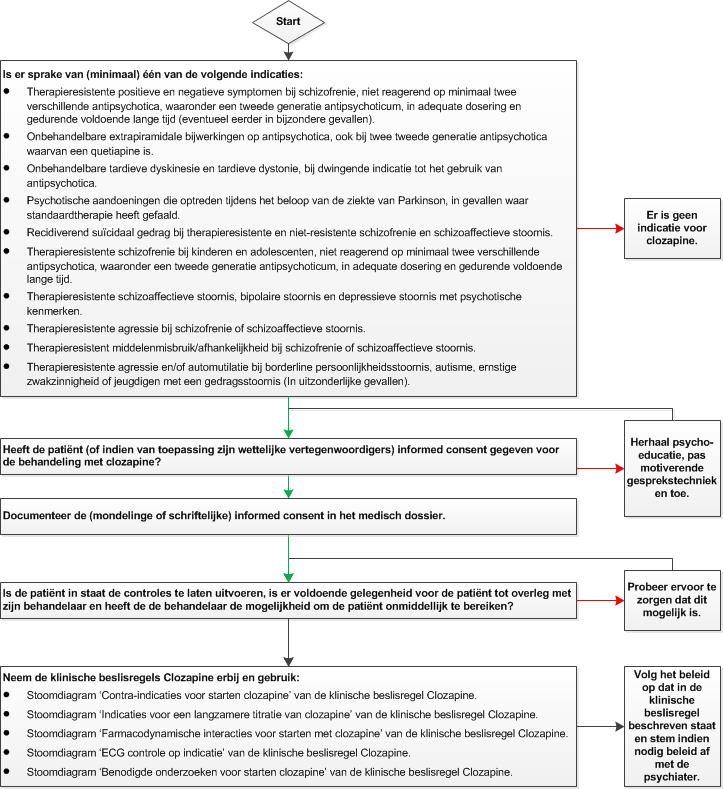 Start
Is er sprake van (minimaal) één van de volgende indicaties:
● Therapieresistente positieve en negatieve symptomen bij schizofrenie, niet reagerend op minimaal twee
verschillende antipsychotica, waaronder een tweede generatie antipsychoticum, in adequate dosering en
gedurende voldoende lange tijd (eventueel eerder in bijzondere gevallen).
● Onbehandelbare extrapiramidale bijwerkingen op antipsychotica, ook bij twee tweede generatie antipsychotica
waarvan een quetiapine is.
● Onbehandelbare tardieve dyskinesie en tardieve dystonie, bij dwingende indicatie tot het gebruik van
antipsychotica.
● Psychotische aandoeningen die optreden tijdens het beloop van de ziekte van Parkinson, in gevallen waar
standaardtherapie heeft gefaald.
● Recidiverend suïcidaal gedrag bij therapieresistente en niet-resistente schizofrenie en schizoaffectieve stoornis.
● Therapieresistente schizofrenie bij kinderen en adolescenten, niet reagerend op minimaal twee verschillende
antipsychotica, waaronder een tweede generatie antipsychoticum, in adequate dosering en gedurende voldoende
lange tijd.
● Therapieresistente schizoaffectieve stoornis, bipolaire stoornis en depressieve stoornis met psychotische
kenmerken.
● Therapieresistente agressie bij schizofrenie of schizoaffectieve stoornis.
● Therapieresistent middelenmisbruik/afhankelijkheid bij schizofrenie of schizoaffectieve stoornis.
● Therapieresistente agressie en/of automutilatie bij borderline persoonlijkheidsstoornis, autisme, ernstige
zwakzinnigheid of jeugdigen met een gedragsstoornis (In uitzonderlijke gevallen).
Er is geen
indicatie voor
clozapine.
Heeft de patiënt (of indien van toepassing zijn wettelijke vertegenwoordigers) informed consent gegeven voor
de behandeling met clozapine?
Herhaal psycho-
educatie, pas
motiverende
gesprekstechniek
en toe.
Documenteer de (mondelinge of schriftelijke) informed consent in het medisch dossier.
Is de patiënt in staat de controles te laten uitvoeren, is er voldoende gelegenheid voor de patiënt tot overleg met
zijn behandelaar en heeft de de behandelaar de mogelijkheid om de patiënt onmiddellijk te bereiken?
Probeer ervoor te
zorgen dat dit
mogelijk is.
Neem de klinische beslisregels Clozapine erbij en gebruik:
● Stoomdiagram ‘Contra-indicaties voor starten clozapine’ van de klinische beslisregel Clozapine.
● Stoomdiagram ‘Indicaties voor een langzamere titratie van clozapine’ van de klinische beslisregel Clozapine.
● Stoomdiagram ‘Farmacodynamische interacties voor starten met clozapine’ van de klinische beslisregel Clozapine.
● Stoomdiagram ‘ECG controle op indicatie’ van de klinische beslisregel Clozapine.
● Stoomdiagram ‘Benodigde onderzoeken voor starten clozapine’ van de klinische beslisregel Clozapine.
Volg het beleid
op dat in de
klinische
beslisregel
beschreven staat
en stem indien
nodig beleid af
met de
psychiater.